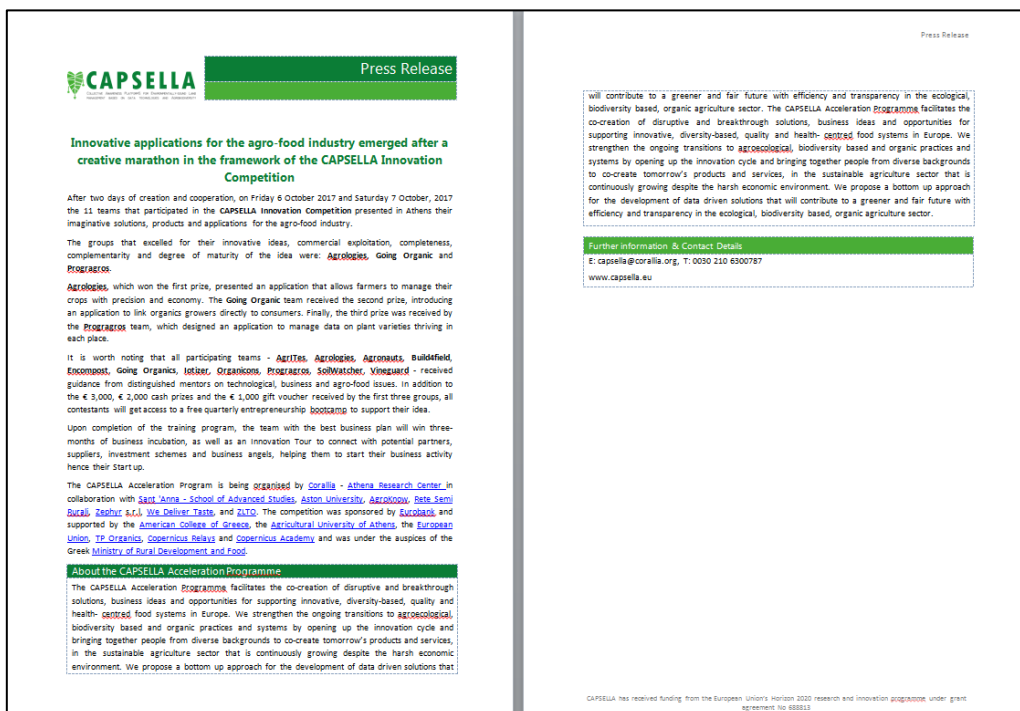 CAPSELLA
Press Release
Innovative applications for the agro-food industry emerged after a
creative marathon in the framework of the CAPSELLA Innovation
Competition
After two days of creation and cooperation, on Friday 6 October 2017 and Saturday 7 October, 2017
the 11 teams that participated in the CAPSELLA Innovation Competition presented in Athens their
imaginative solutions, products and applications for the agro-food industry.
The groups that excelled for their innovative ideas, commercial exploitation, completeness,
complementarity and degree of maturity of the idea were: Agrologies, Going Organic and
Progragros.
Agrologies, which won the first prize, presented an application that allows farmers to manage their
crops with precision and economy. The Going Organic team received the second prize, introducing
an application to link organics growers directly to consumers. Finally, the third prize was received by
the Progragros team, which designed an application to manage data on plant varieties thriving in
each place.
It is worth noting that all participating teams - AgriTes, Agrologies, Agronauts, Build4field,
Encompost, Going Organics, Iotizer, Organicons, Progragros, SoilWatcher, Vineguard - received
guidance from distinguished mentors on technological, business and agro-food issues. In addition to
the € 3,000, € 2,000 cash prizes and the € 1,000 gift voucher received by the first three groups, all
contestants will get access to a free quarterly entrepreneurship bootcamp to support their idea.
Upon completion of the training program, the team with the best business plan will win three-
months of business incubation, as well as an Innovation Tour to connect with potential partners,
suppliers, investment schemes and business angels, helping them to start their business activity
hence their Start up.
The CAPSELLA Acceleration Program is being organised by Corallia - Athena Research Center in
collaboration with Sant 'Anna - School of Advanced Studies, Aston University, AgroKnow, Rete Semi
Rurali, Zephyr s.r.l, We Deliver Taste, and ZLTO. The competition was sponsored by Eurobank and
supported by the American College of Greece, the Agricultural University of Athens, the European
Union, TP Organics, Copernicus Relays and Copernicus Academy and was under the auspices of the
Greek Ministry of Rural Development and Food.
About the CAPSELLA Acceleration Programme
The CAPSELLA Acceleration Programme facilitates the co-creation of disruptive and breakthrough
solutions, business ideas and opportunities for supporting innovative, diversity-based, quality and
health- centred food systems in Europe. We strengthen the ongoing transitions to agroecological,
biodiversity based and organic practices and systems by opening up the innovation cycle and
bringing together people from diverse backgrounds to co-create tomorrow's products and services,
in the sustainable agriculture sector that is continuously growing despite the harsh economic
environment. We propose a bottom up approach for the development of data driven solutions that
Press Release
will contribute to a greener and fair future with efficiency and transparency in the ecological,
biodiversity based, organic agriculture sector. The CAPSELLA Acceleration Programme facilitates the
co-creation of disruptive and breakthrough solutions, business ideas and opportunities for
supporting innovative, diversity-based, quality and health- centred food systems in Europe. We
strengthen the ongoing transitions to agroecological, biodiversity based and organic practices and
systems by opening up the innovation cycle and bringing together people from diverse backgrounds
to co-create tomorrow's products and services, in the sustainable agriculture sector that is
continuously growing despite the harsh economic environment. We propose a bottom up approach
for the development of data driven solutions that will contribute to a greener and fair future with
efficiency and transparency in the ecological, biodiversity based, organic agriculture sector.
Further information & Contact Details
E: capsella@corallia.org, T: 0030 210 6300787
www.capsella.eu
CAPSELLA has received funding from the European Union's Horizon 2020 research and innovation programme under grant
agreement No 688813